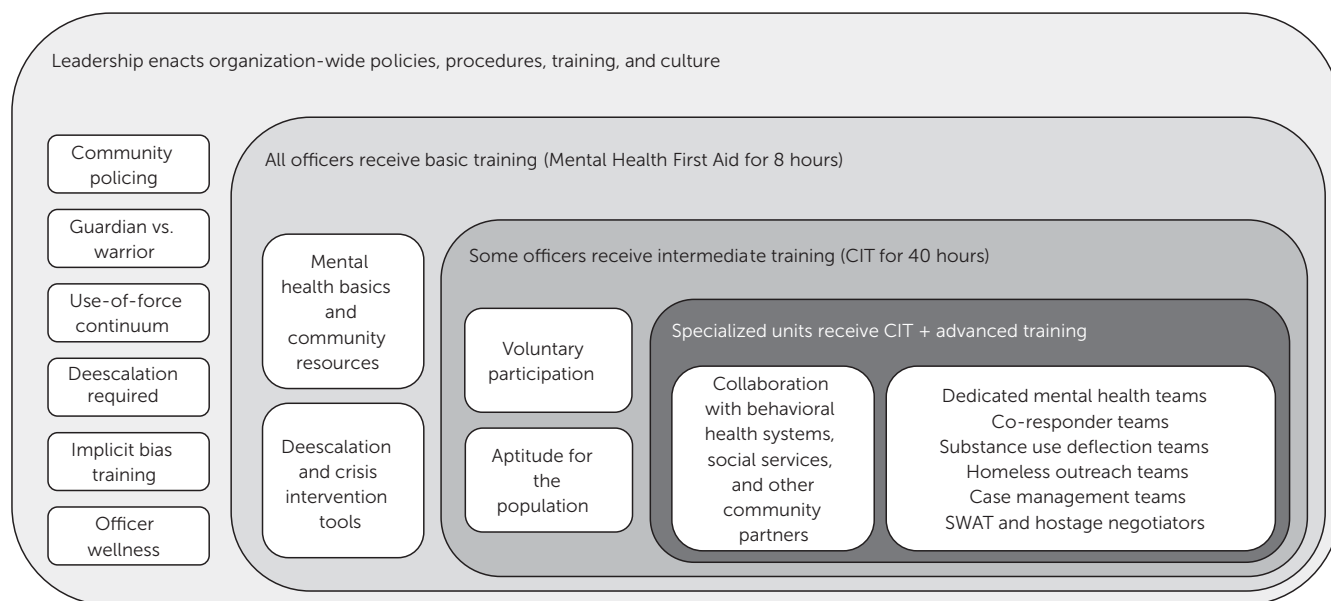 Leadership enacts organization-wide policies, procedures, training, and culture
Community
policing
Guardian vs.
warrior
Use-of-force
continuum
Deescalation
required
Implicit bias
training
Officer
wellness
All officers receive basic training (Mental Health First Aid for 8 hours)
Mental
health basics
and
community
resources
Deescalation
and crisis
intervention
tools
Some officers receive intermediate training (CIT for 40 hours)
Voluntary
participation
Aptitude for
the
population
Specialized units receive CIT + advanced training
Collaboration
with behavioral
health systems,
social services,
and other
community
partners
Dedicated mental health teams
Co-responder teams
Substance use deflection teams
Homeless outreach teams
Case management teams
SWAT and hostage negotiators